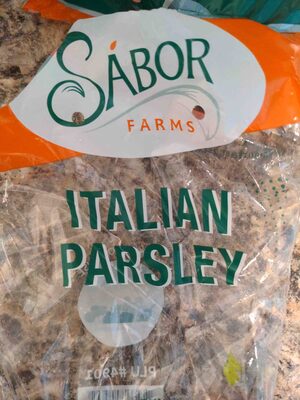 SÁBOR
FARMS
ITALIAN
PARSLEY
PLU #4901